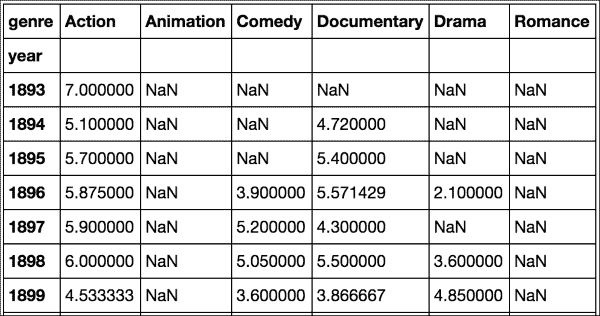 genre Action Animation Comedy Documentary Drama Romance
year
1893 7.000000 NaN NaN NaN NaN NaN
1894 5.100000 NaN NaN 4.720000 NaN NaN
1895 5.700000 NaN NaN 5.400000 NaN NaN
1896 5.875000 NaN 3.900000 5.571429 2.100000 NaN
1897 5.900000 NaN 5.200000 4.300000 NaN NaN
1898 6.000000 NaN 5.050000 5.500000 3.600000 NaN
1899 4.533333 NaN 3.600000 3.866667 4.850000 NaN